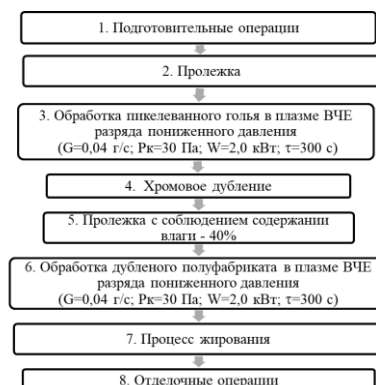 1. Подготовительные операции
2. Пролежка
3. Обработка пикелеванного голья в плазме ВЧЕ
разряда пониженного давления
(G=0,04 г/с; Рк=30 Па; W=2,0 кВт; τ=300 с)
4. Хромовое дубление
5. Пролежка с соблюдением содержании
влаги - 40%
6. Обработка дубленого полуфабриката в плазме ВЧЕ
разряда пониженного давления
(G=0,04 г/с; Рк=30 Па; W=2,0 кВт; τ=300 с)
7. Процесс жирования
8. Отделочные операции